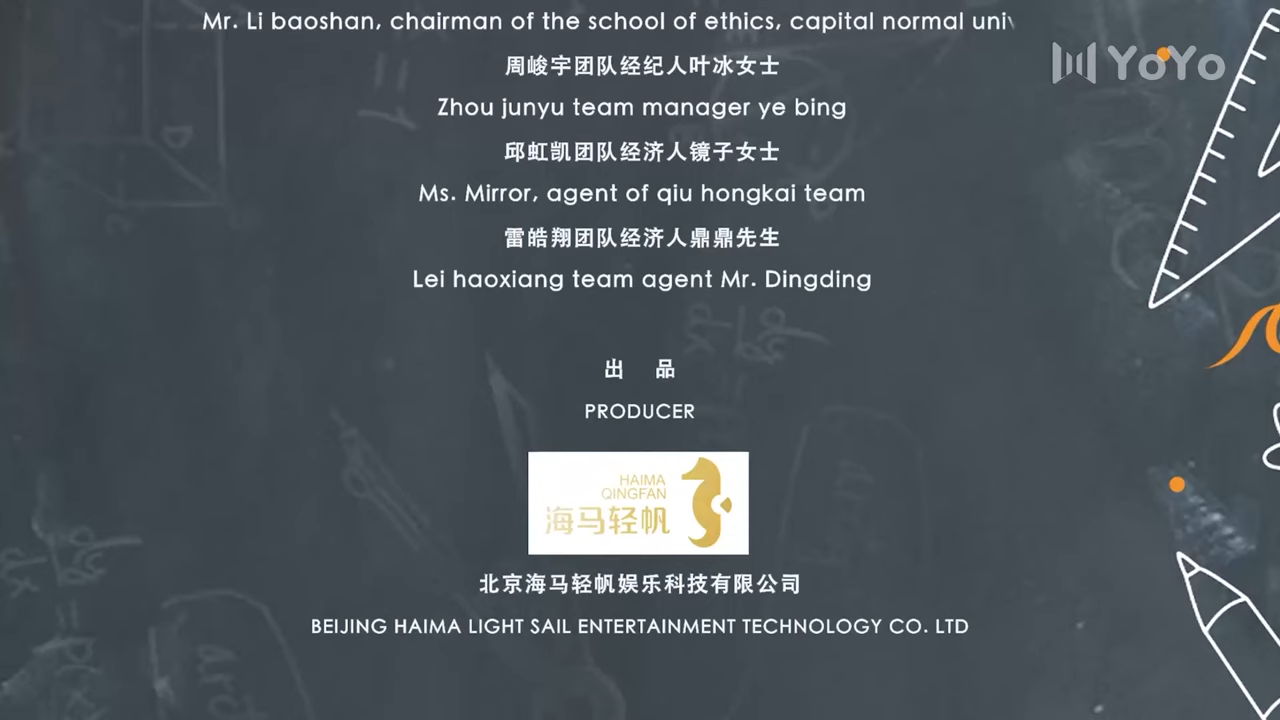 Mr. Li baoshan, chairman of the school of ethics, capital normal
YoYo
周峻宇团队经纪人叶冰女士
Zhou junyu team manager ye bing
邱虹凯团队经济人镜子女士
Ms. Mirror, agent of qiu hongkai team
雷皓翔团队经济人鼎鼎先生
Lei haoxiang team agent Mr. Dingding
出 品
PRODUCER
HAIMA
QINGFAN
海马轻帆
北京海马轻帆娱乐科技有限公司
BEIJING HAIMA LIGHT SAIL ENTERTAINMENT TECHNOLOGY CO. LTD